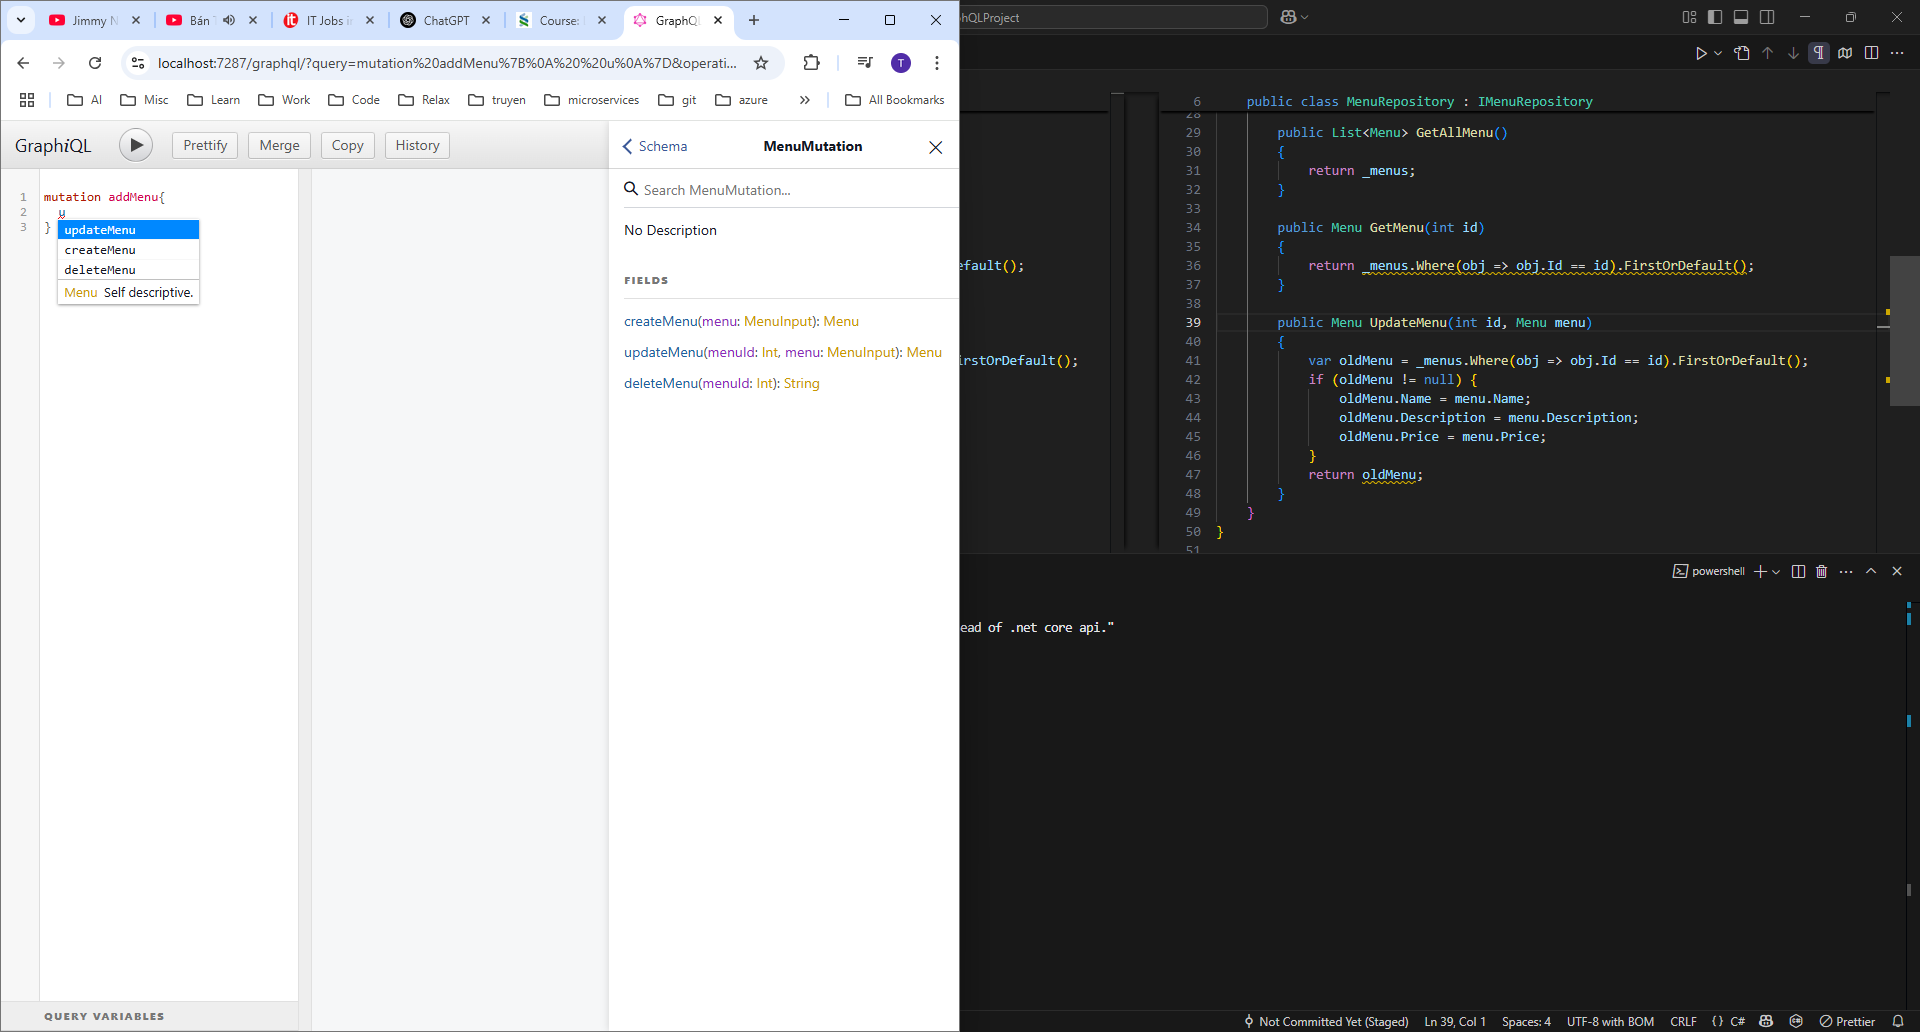 Jimmy N
Bán T
IT Jobs i
ChatGPT
Course:
GraphQL
localhost:7287/graphql/?query=mutation%20addMenu%7B%0A%20%20u%0A%7D&operati...
T
AI
Misc
Learn
Work
Code
Relax
truyen
microservices
git
azure
All Bookmarks
GraphiQL
Prettify
Merge
Copy
History
1 mutation addMenu{
2 u
3 }
updateMenu
createMenu
deleteMenu
Menu Self descriptive.
QUERY VARIABLES
Schema
MenuMutation
Search MenuMutation...
No Description
FIELDS
createMenu(menu: MenuInput): Menu
updateMenu(menuId: Int, menu: MenuInput): Menu
deleteMenu(menuId: Int): String
hQLProject
efault();
irstOrDefault();
6 public class MenuRepository : IMenuRepository
28
29 public List<Menu> GetAllMenu()
30 {
31 return _menus;
32 }
33
34 public Menu GetMenu(int id)
35 {
36 return _menus.Where(obj => obj.Id == id).FirstOrDefault();
37 }
38
39 public Menu UpdateMenu(int id, Menu menu)
40 {
41 var oldMenu = _menus.Where(obj => obj.Id == id).FirstOrDefault();
42 if (oldMenu != null) {
43 oldMenu.Name = menu.Name;
44 oldMenu.Description = menu.Description;
45 oldMenu.Price = menu.Price;
46 }
47 return oldMenu;
48 }
49 }
50 }
51
powershell
ead of .net core api."
Not Committed Yet (Staged)
Ln 39, Col 1
Spaces: 4
UTF-8 with BOM
CRLF
{ } C#
Prettier